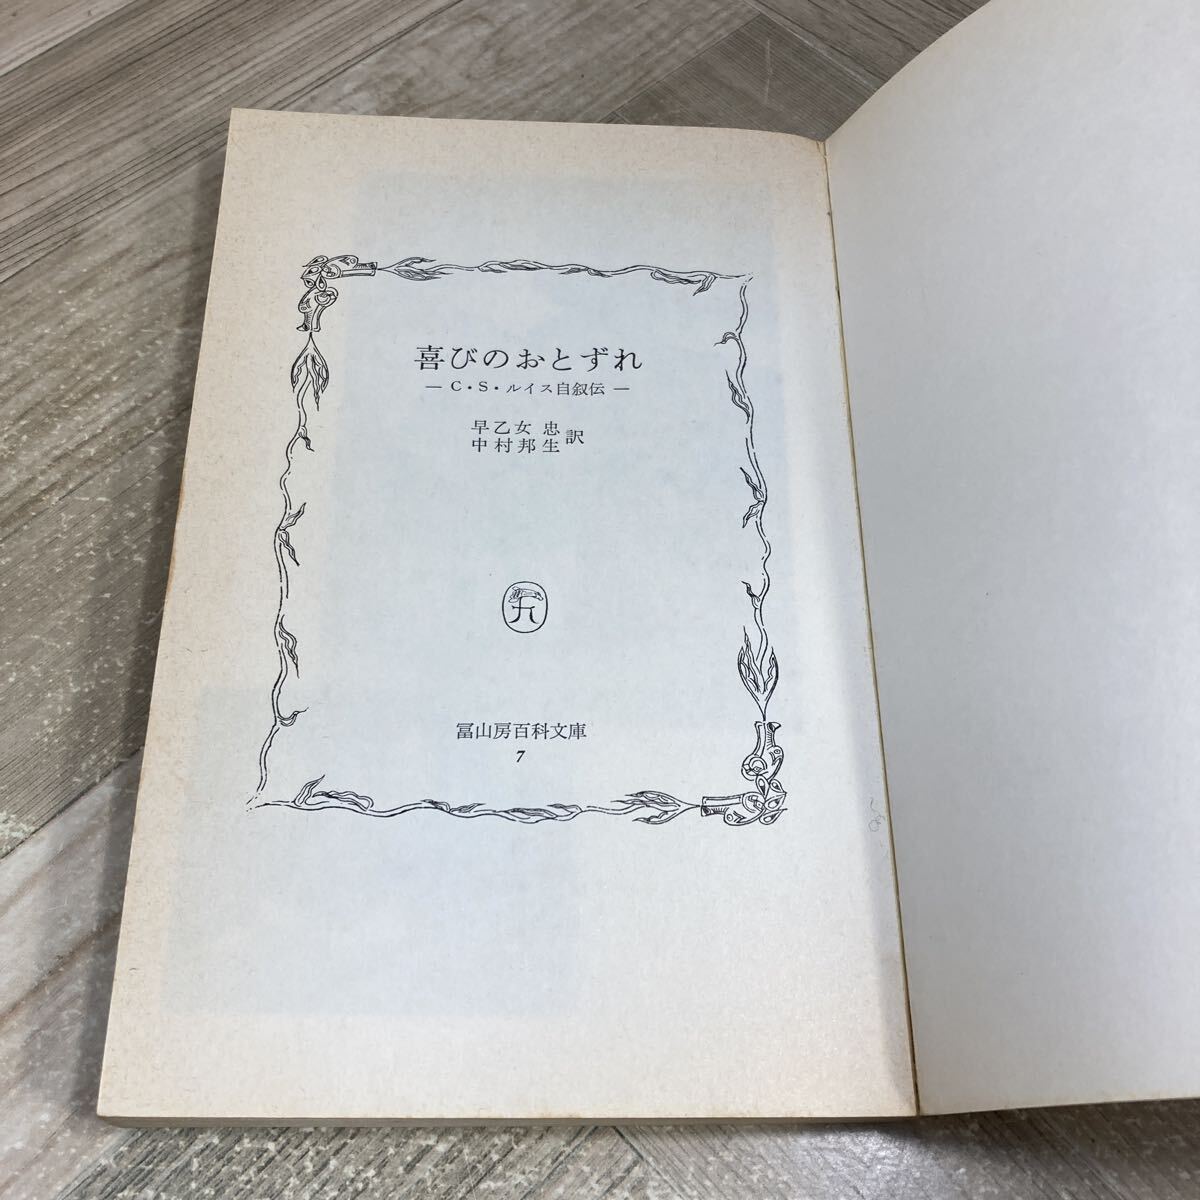 喜びのおとずれ
— C・S・ルイス自叙伝 —
早乙女 忠
中村邦生 訳
冨山房百科文庫
7